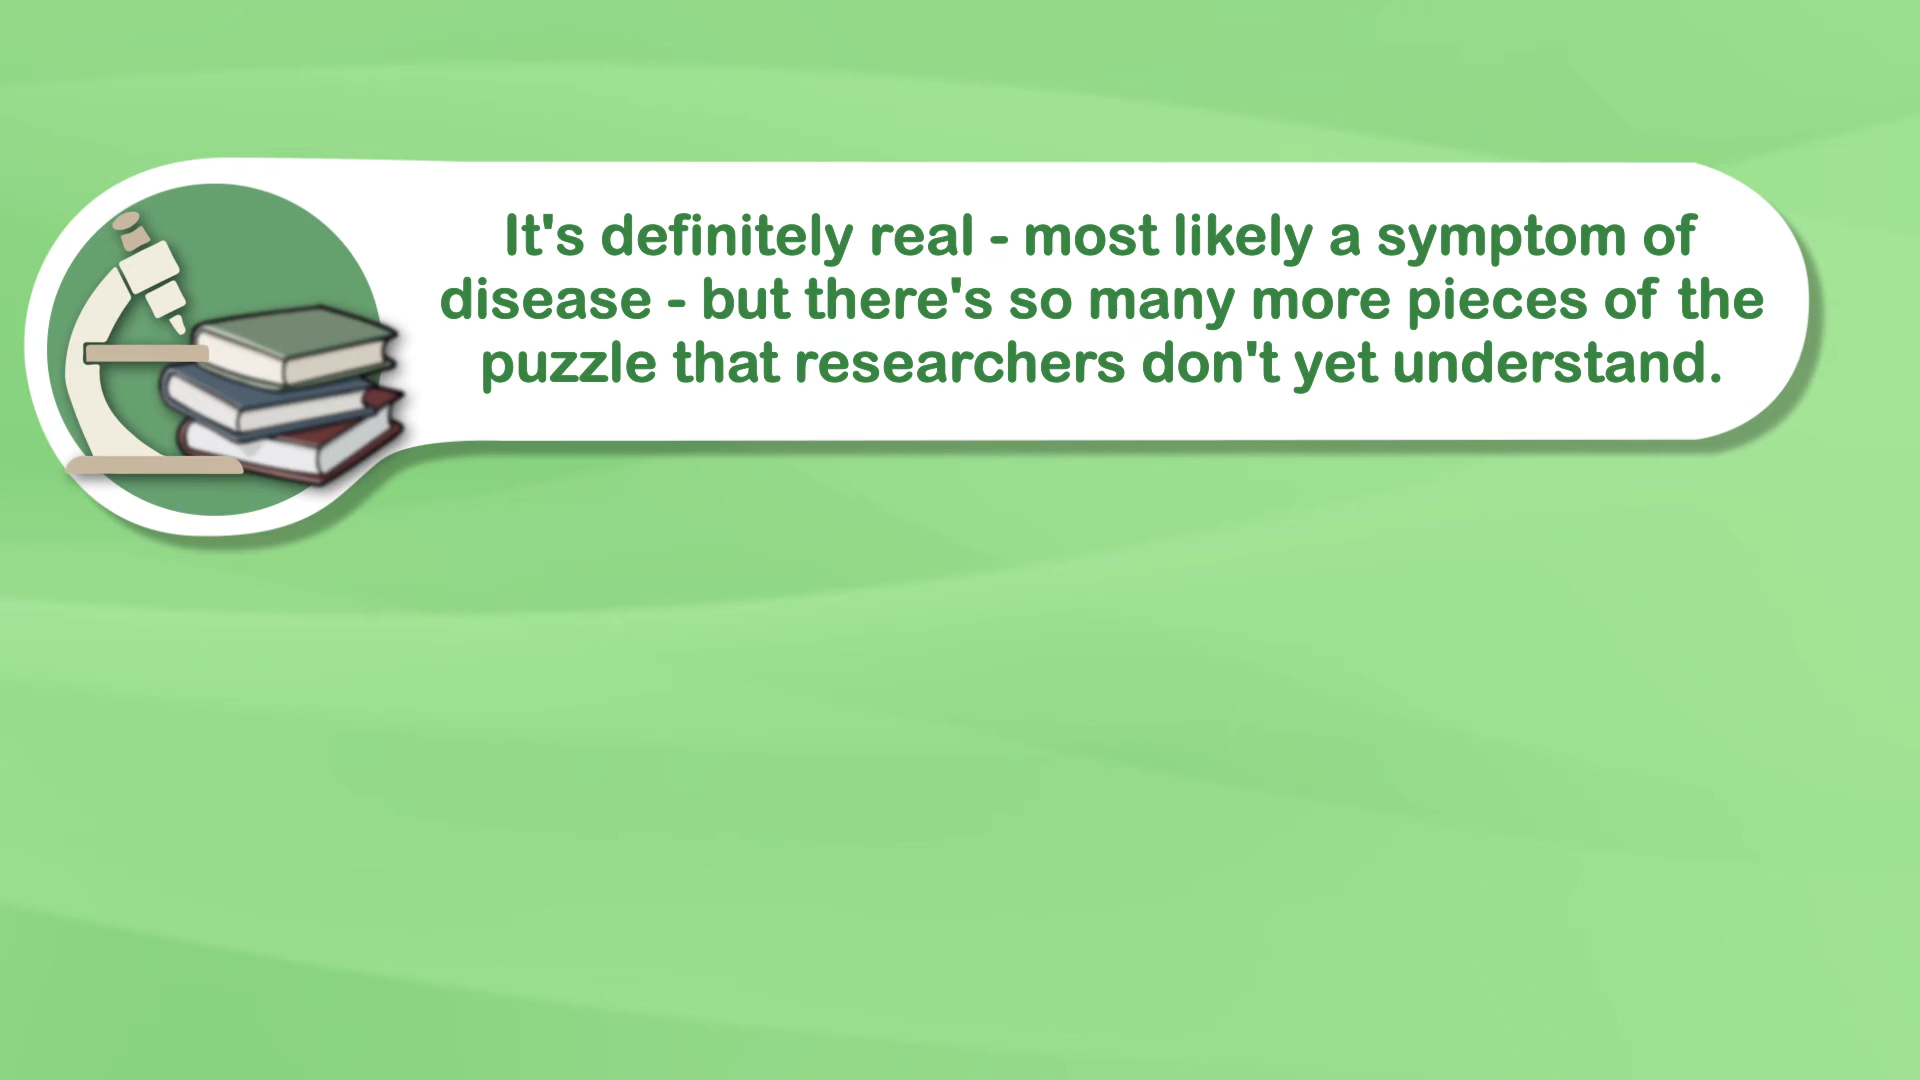 It's definitely real - most likely a symptom of
disease - but there's so many more pieces of the
puzzle that researchers don't yet understand.